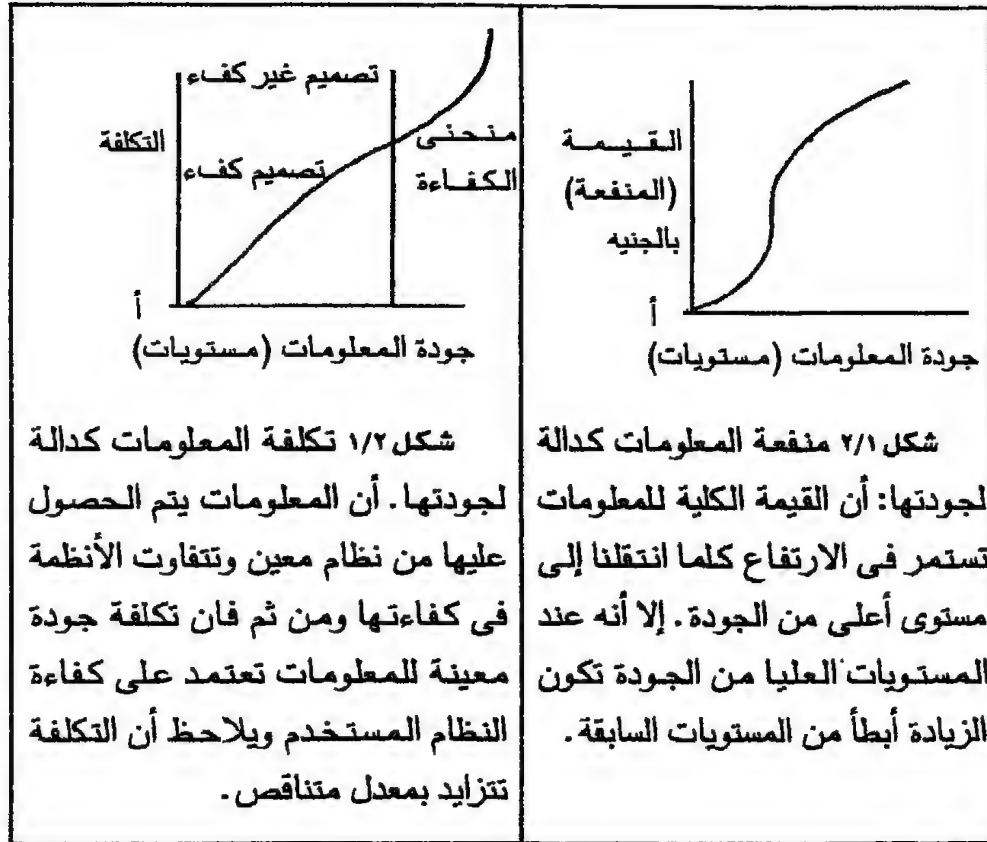 القيمة
(المنفعة)
بالجنيه
أ
جودة المعلومات (مستويات)
شكل ٢/١ منفعة المعلومات كدالة
لجودتها: أن القيمة الكلية للمعلومات
تستمر فى الارتفاع كلما انتقلنا إلى
مستوى أعلى من الجودة. إلا أنه عند
المستويات العليا من الجودة تكون
الزيادة أبطأ من المستويات السابقة.
تصميم غير كفء
التكلفة
منحنى
الكفاءة
تصميم كفء
أ
جودة المعلومات (مستويات)
شكل ١/٢ تكلفة المعلومات كدالة
لجودتها. أن المعلومات يتم الحصول
عليها من نظام معين وتتفاوت الأنظمة
فى كفاءتها ومن ثم فان تكلفة جودة
معينة للمعلومات تعتمد على كفاءة
النظام المستخدم ويلاحظ أن التكلفة
تتزايد بمعدل متناقص.